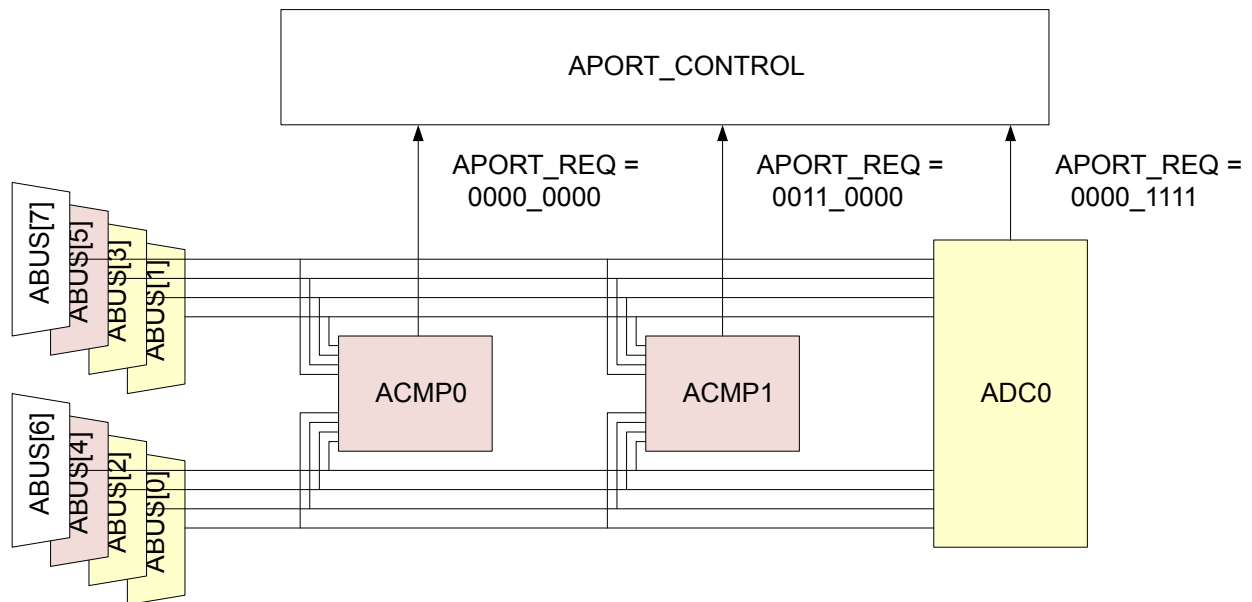 APORT_CONTROL
APORT_REQ =
0000_0000
APORT_REQ =
0011_0000
APORT_REQ =
0000_1111
ABUS[7]
ABUS[5]
ABUS[3]
ABUS[1]
ACMP0
ACMP1
ADC0
ABUS[6]
ABUS[4]
ABUS[2]
ABUS[0]